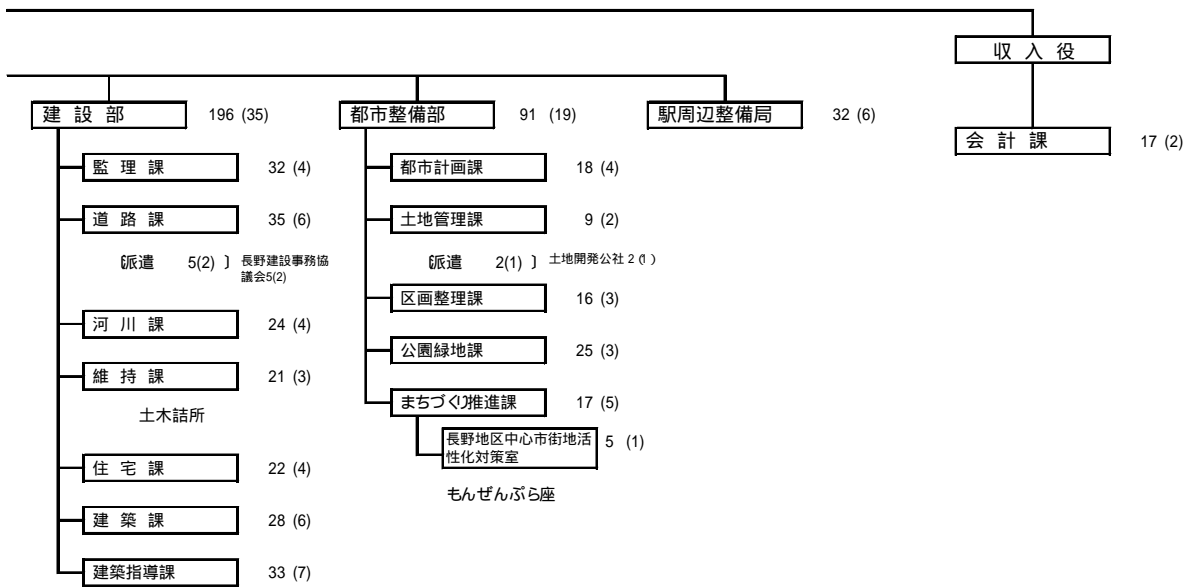 収 入 役
会 計 課 17 (2)
建 設 部 196 (35)
監 理 課 32 (4)
道 路 課 35 (6)
〔派遣 5(2) 〕 長野建設事務協
議会5(2)
河 川 課 24 (4)
維 持 課 21 (3)
土木詰所
住 宅 課 22 (4)
建 築 課 28 (6)
建築指導課 33 (7)
都市整備部 91 (19)
都市計画課 18 (4)
土地管理課 9 (2)
〔派遣 2(1) 〕 土地開発公社 2 (1)
区画整理課 16 (3)
公園緑地課 25 (3)
まちづくり推進課 17 (5)
長野地区中心市街地活 5 (1)
性化対策室
もんぜんぷら座
駅周辺整備局 32 (6)